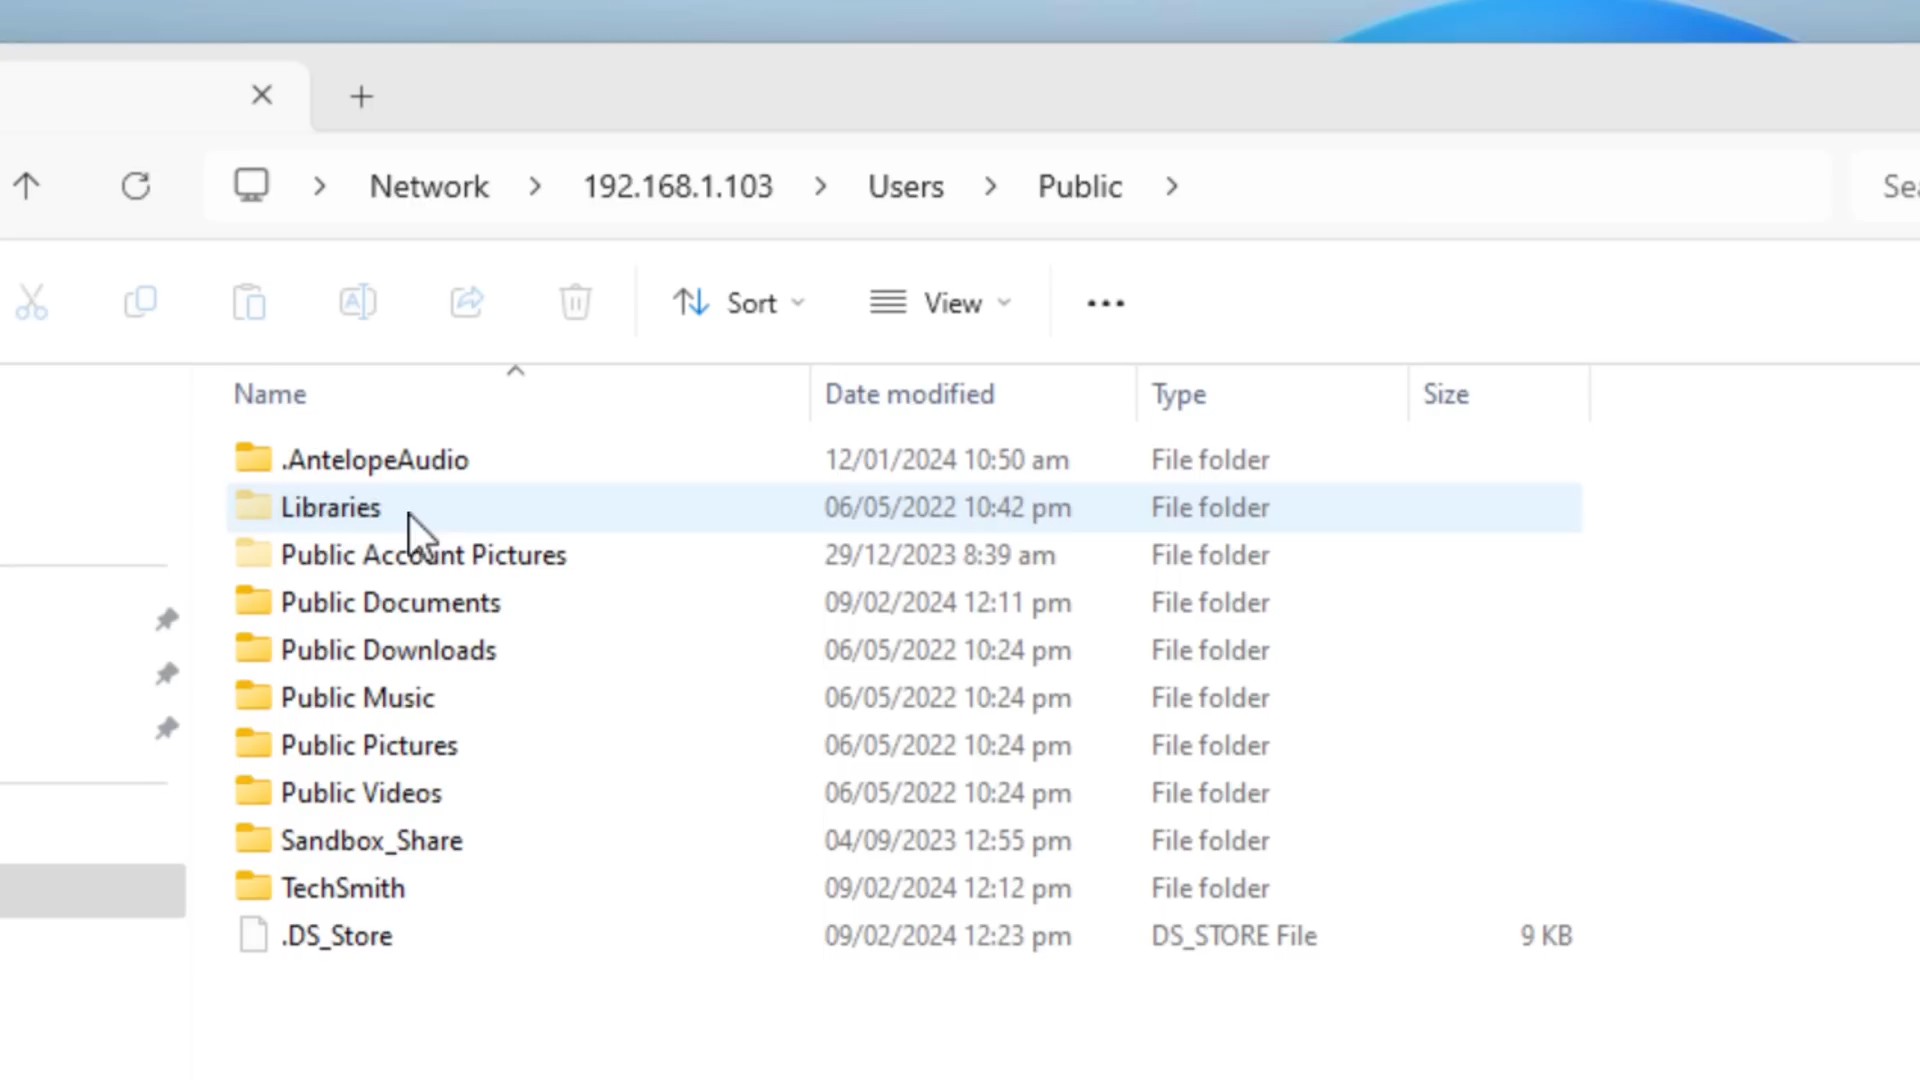 Network > 192.168.1.103 > Users > Public >
Sort View
Name Date modified Type Size
.AntelopeAudio 12/01/2024 10:50 am File folder
Libraries 06/05/2022 10:42 pm File folder
Public Account Pictures 29/12/2023 8:39 am File folder
Public Documents 09/02/2024 12:11 pm File folder
Public Downloads 06/05/2022 10:24 pm File folder
Public Music 06/05/2022 10:24 pm File folder
Public Pictures 06/05/2022 10:24 pm File folder
Public Videos 06/05/2022 10:24 pm File folder
Sandbox_Share 04/09/2023 12:55 pm File folder
TechSmith 09/02/2024 12:12 pm File folder
.DS_Store 09/02/2024 12:23 pm DS_STORE File 9 KB